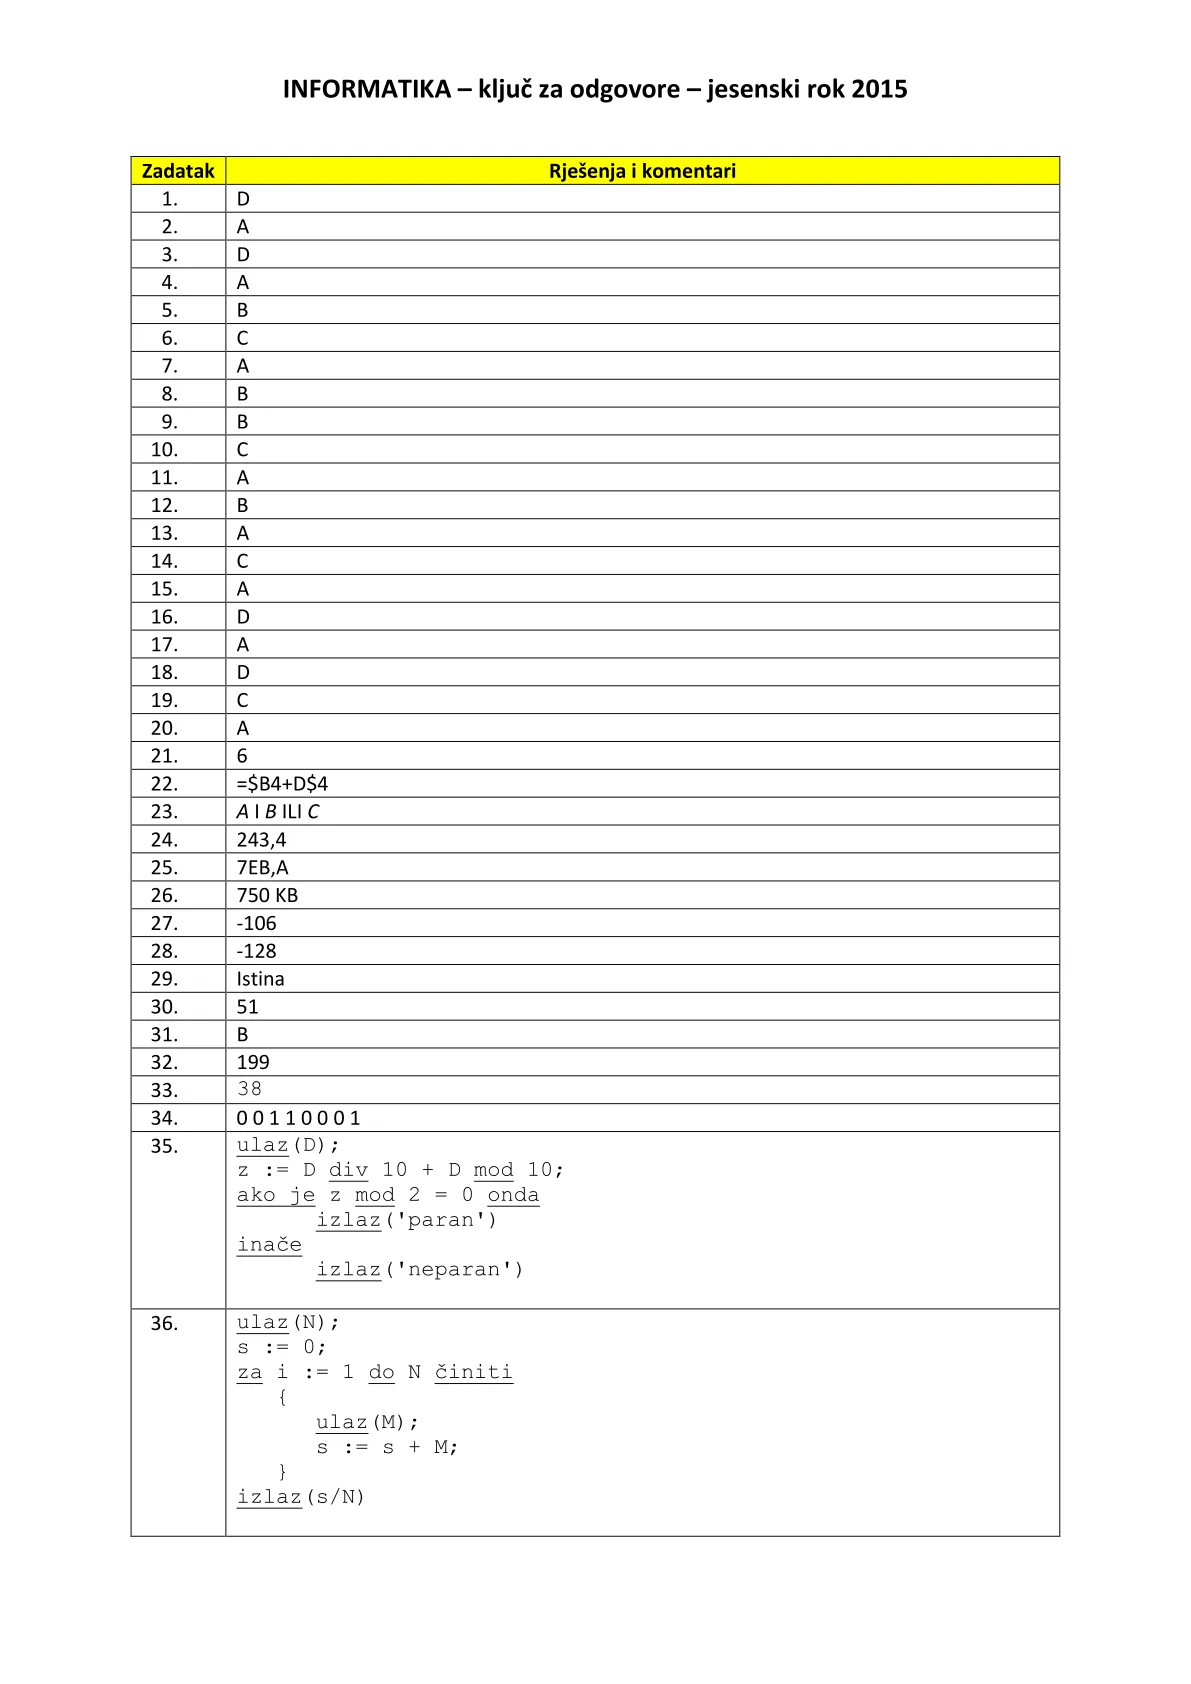 INFORMATIKA – ključ za odgovore – jesenski rok 2015
Zadatak Rješenja i komentari
1. D
2. A
3. D
4. A
5. B
6. C
7. A
8. B
9. B
10. C
11. A
12. B
13. A
14. C
15. A
16. D
17. A
18. D
19. C
20. A
21. 6
22. =$B4+D$4
23. A I B ILI C
24. 243,4
25. 7EB,A
26. 750 KB
27. -106
28. -128
29. Istina
30. 51
31. B
32. 199
33. 38
34. 0 0 1 1 0 0 0 1
35. ulaz(D);
z := D div 10 + D mod 10;
ako je z mod 2 = 0 onda
izlaz('paran')
inače
izlaz('neparan')
36. ulaz(N);
s := 0;
za i := 1 do N činiti
{
ulaz(M);
s := s + M;
}
izlaz(s/N)